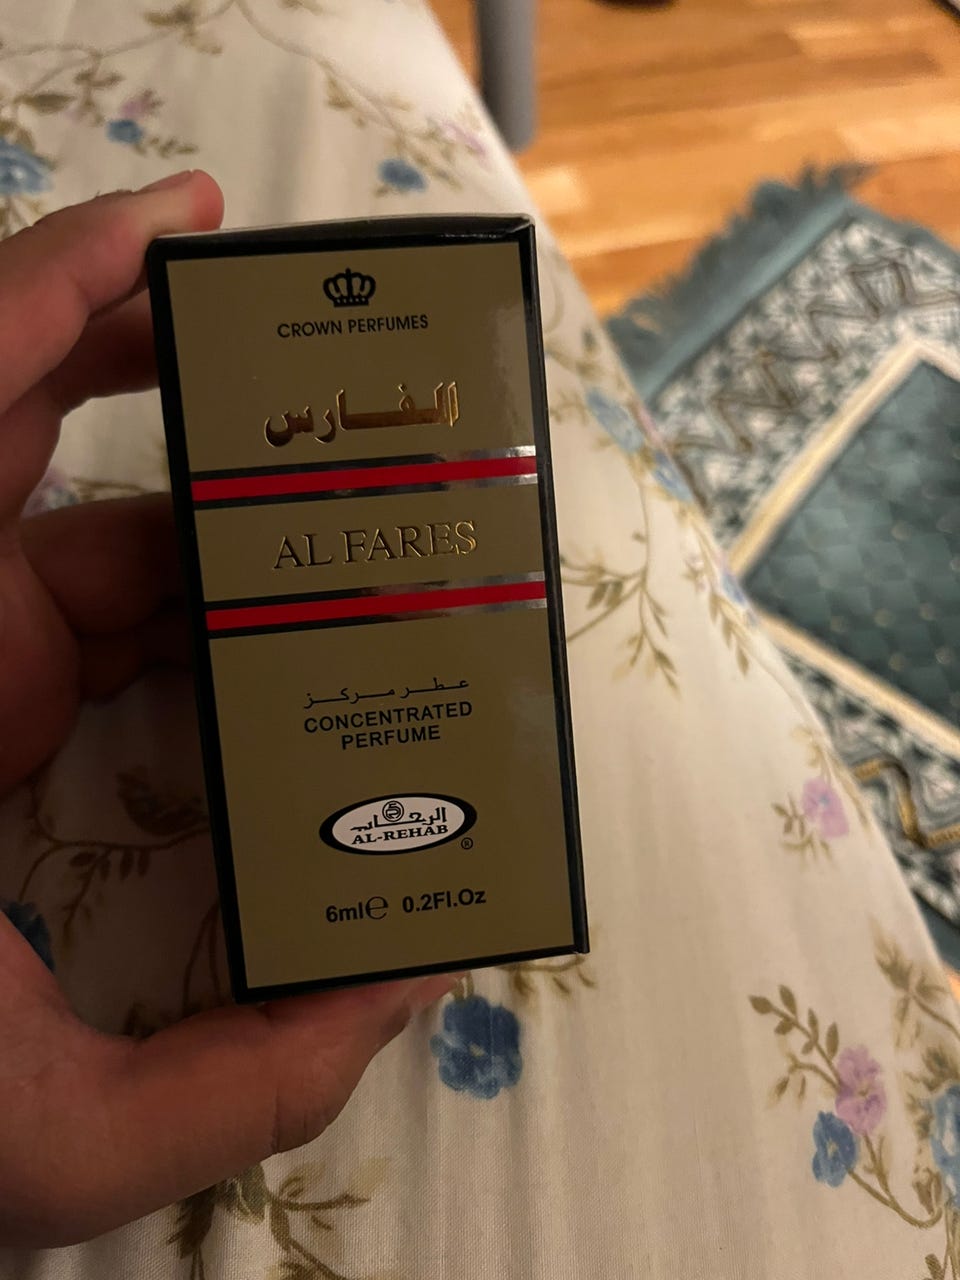 CROWN PERFUMES
الفارس
AL FARES
عطر مركز
CONCENTRATED
PERFUME
الرحاب
AL-REHAB
®
6ml℮ 0.2Fl.Oz